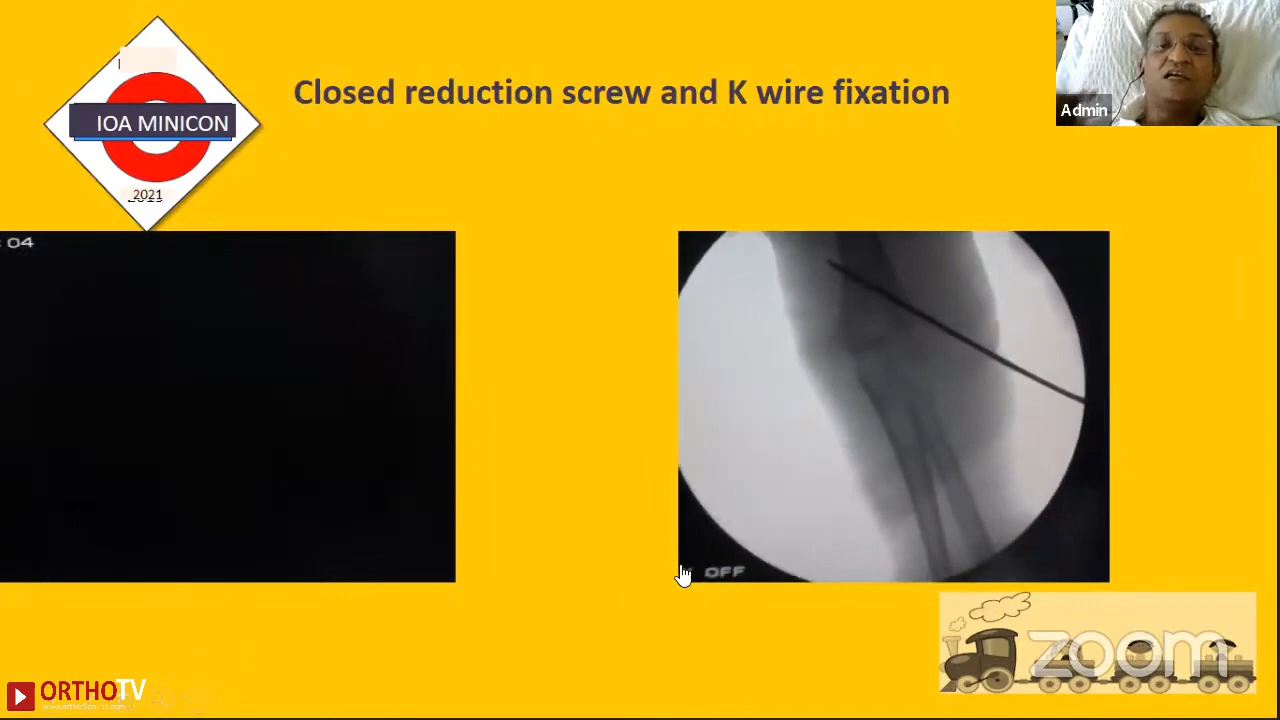 IOA MINICON
2021
Closed reduction screw and K wire fixation
Admin
04
OFF
zoom
ORTHOTV